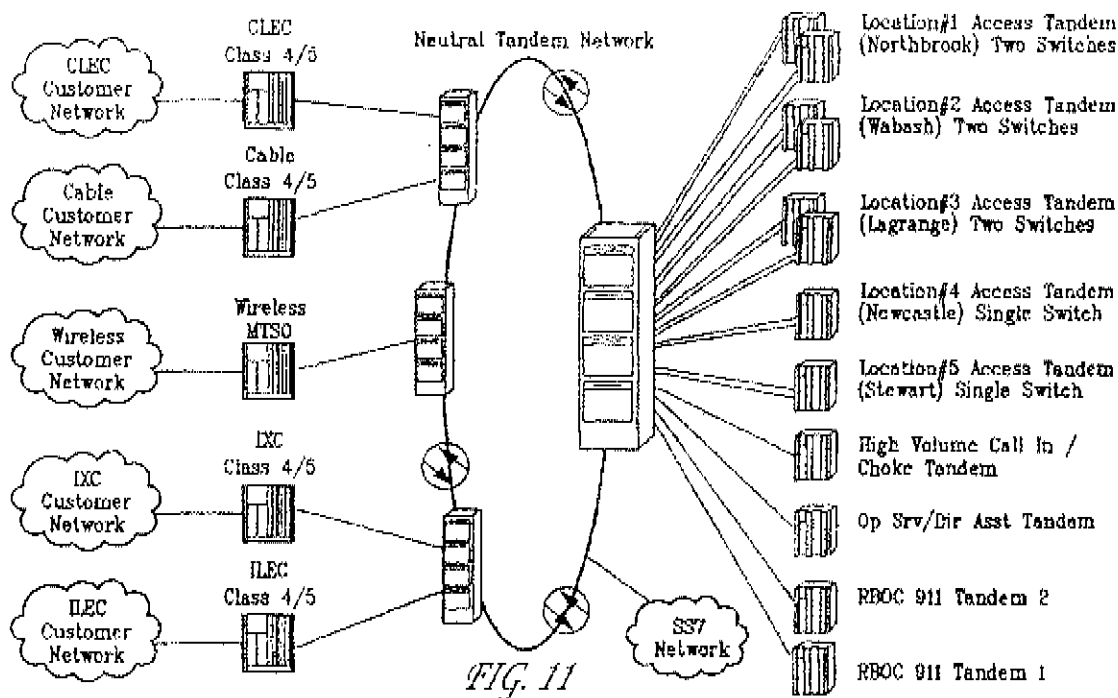 CLEC
Customer
Network
CLEC
Class 4/5
Cable
Customer
Network
Cable
Class 4/5
Wireless
Customer
Network
Wireless
MTSO
IXC
Customer
Network
IXC
Class 4/5
ILEC
Customer
Network
ILEC
Class 4/5
Neutral Tandem Network
SS7
Network
Location#1 Access Tandem
(Northbrook) Two Switches
Location#2 Access Tandem
(Wabash) Two Switches
Location#3 Access Tandem
(Lagrange) Two Switches
Location#4 Access Tandem
(Newcastle) Single Switch
Location#5 Access Tandem
(Stewart) Single Switch
High Volume Call In /
Choke Tandem
Op Srv/Dir Asst Tandem
RBOC 911 Tandem 2
RBOC 911 Tandem 1
FIG. 11